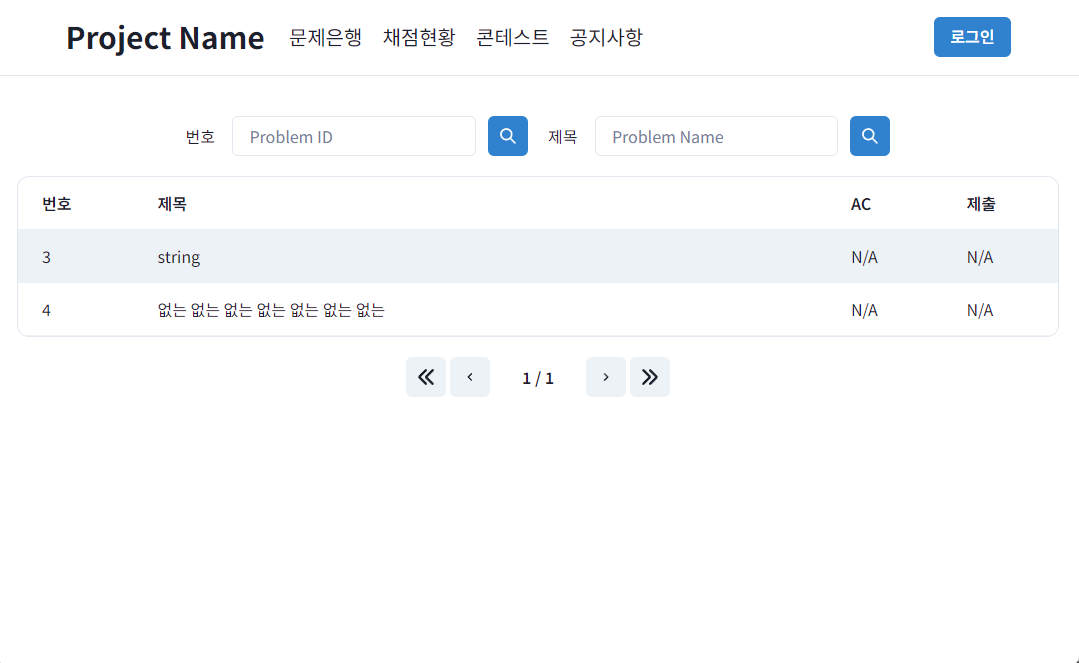 Project Name 문제은행 채점현황 콘테스트 공지사항 로그인
번호 Problem ID 제목 Problem Name
번호 제목 AC 제출
3 string N/A N/A
4 없는 없는 없는 없는 없는 없는 없는 N/A N/A
1 / 1